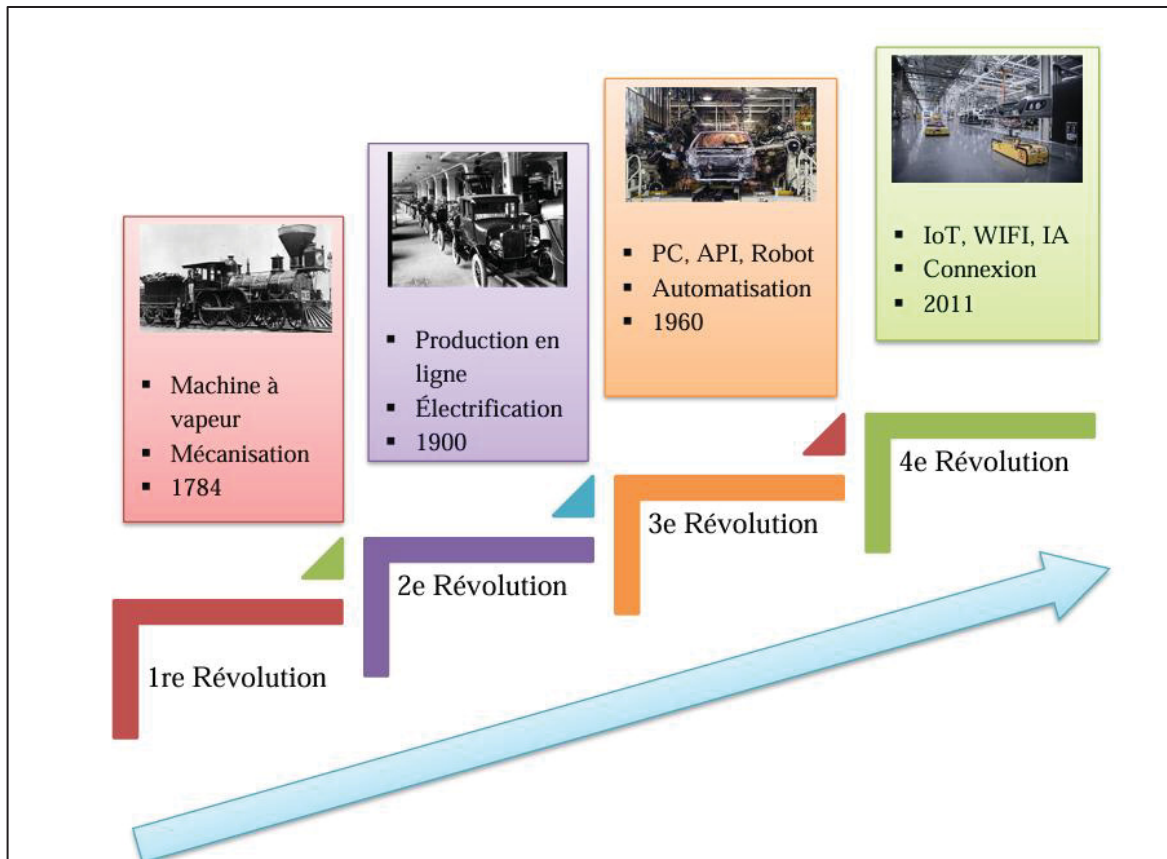 ▪ Machine à
vapeur
▪ Mécanisation
▪ 1784
1re Révolution
▪ Production en
ligne
▪ Électrification
▪ 1900
2e Révolution
▪ PC, API, Robot
▪ Automatisation
▪ 1960
3e Révolution
▪ IoT, WIFI, IA
▪ Connexion
▪ 2011
4e Révolution